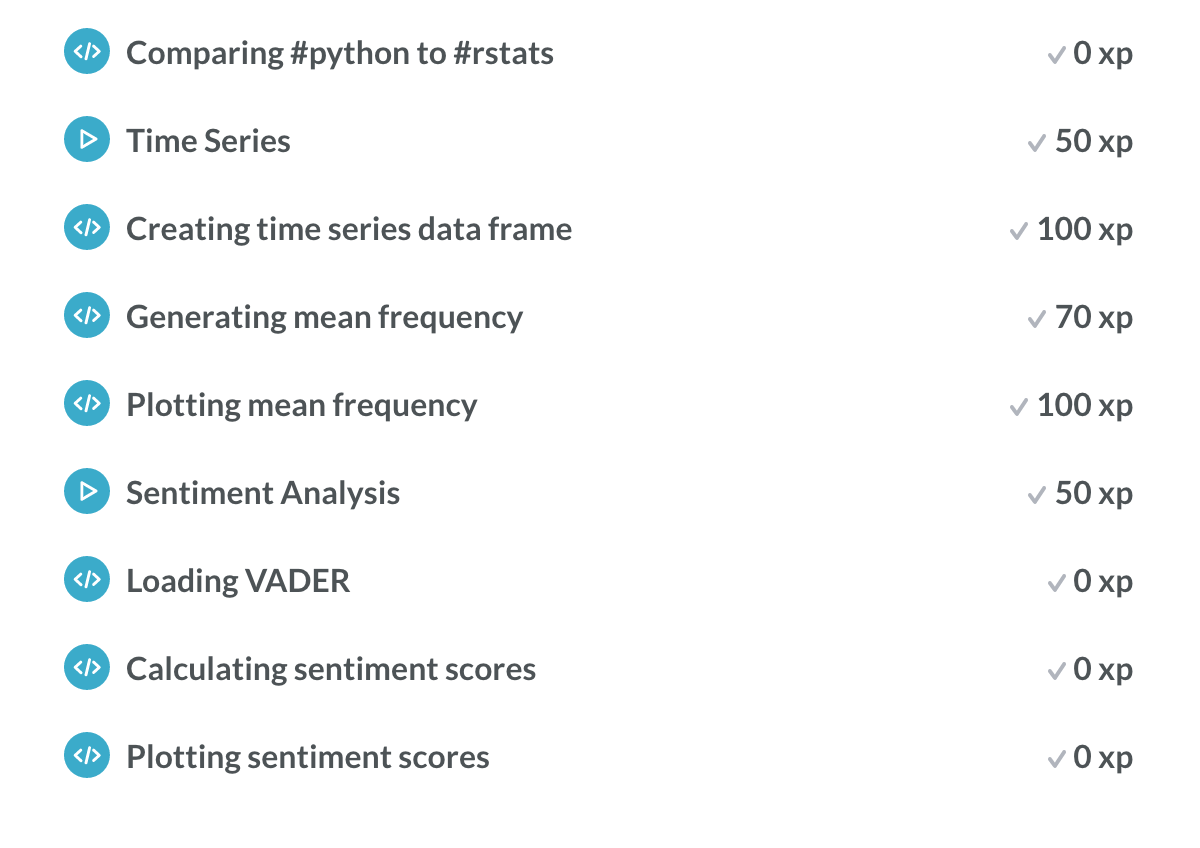 Comparing #python to #rstats 0 xp
Time Series 50 xp
Creating time series data frame 100 xp
Generating mean frequency 70 xp
Plotting mean frequency 100 xp
Sentiment Analysis 50 xp
Loading VADER 0 xp
Calculating sentiment scores 0 xp
Plotting sentiment scores 0 xp